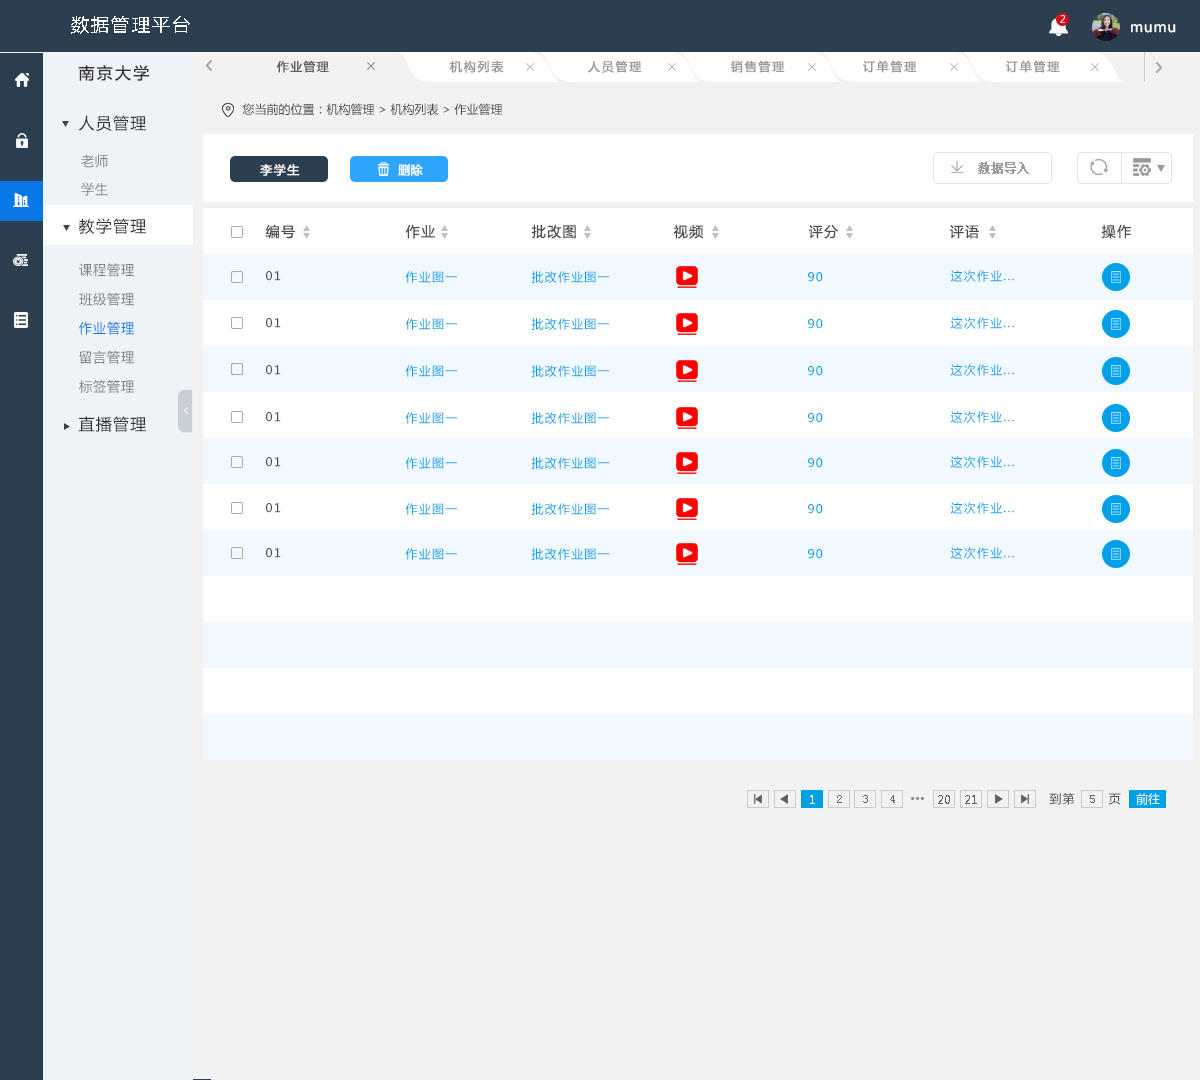 数据管理平台
2
mumu
南京大学
人员管理
老师
学生
教学管理
课程管理
班级管理
作业管理
留言管理
标签管理
直播管理
作业管理 机构列表 人员管理 销售管理 订单管理 订单管理
您当前的位置：机构管理 > 机构列表 > 作业管理
李学生 删除 数据导入
编号 作业 批改图 视频 评分 评语 操作
01 作业图一 批改作业图一 90 这次作业...
01 作业图一 批改作业图一 90 这次作业...
01 作业图一 批改作业图一 90 这次作业...
01 作业图一 批改作业图一 90 这次作业...
01 作业图一 批改作业图一 90 这次作业...
01 作业图一 批改作业图一 90 这次作业...
01 作业图一 批改作业图一 90 这次作业...
1 2 3 4 ••• 20 21 到第 5 页 前往